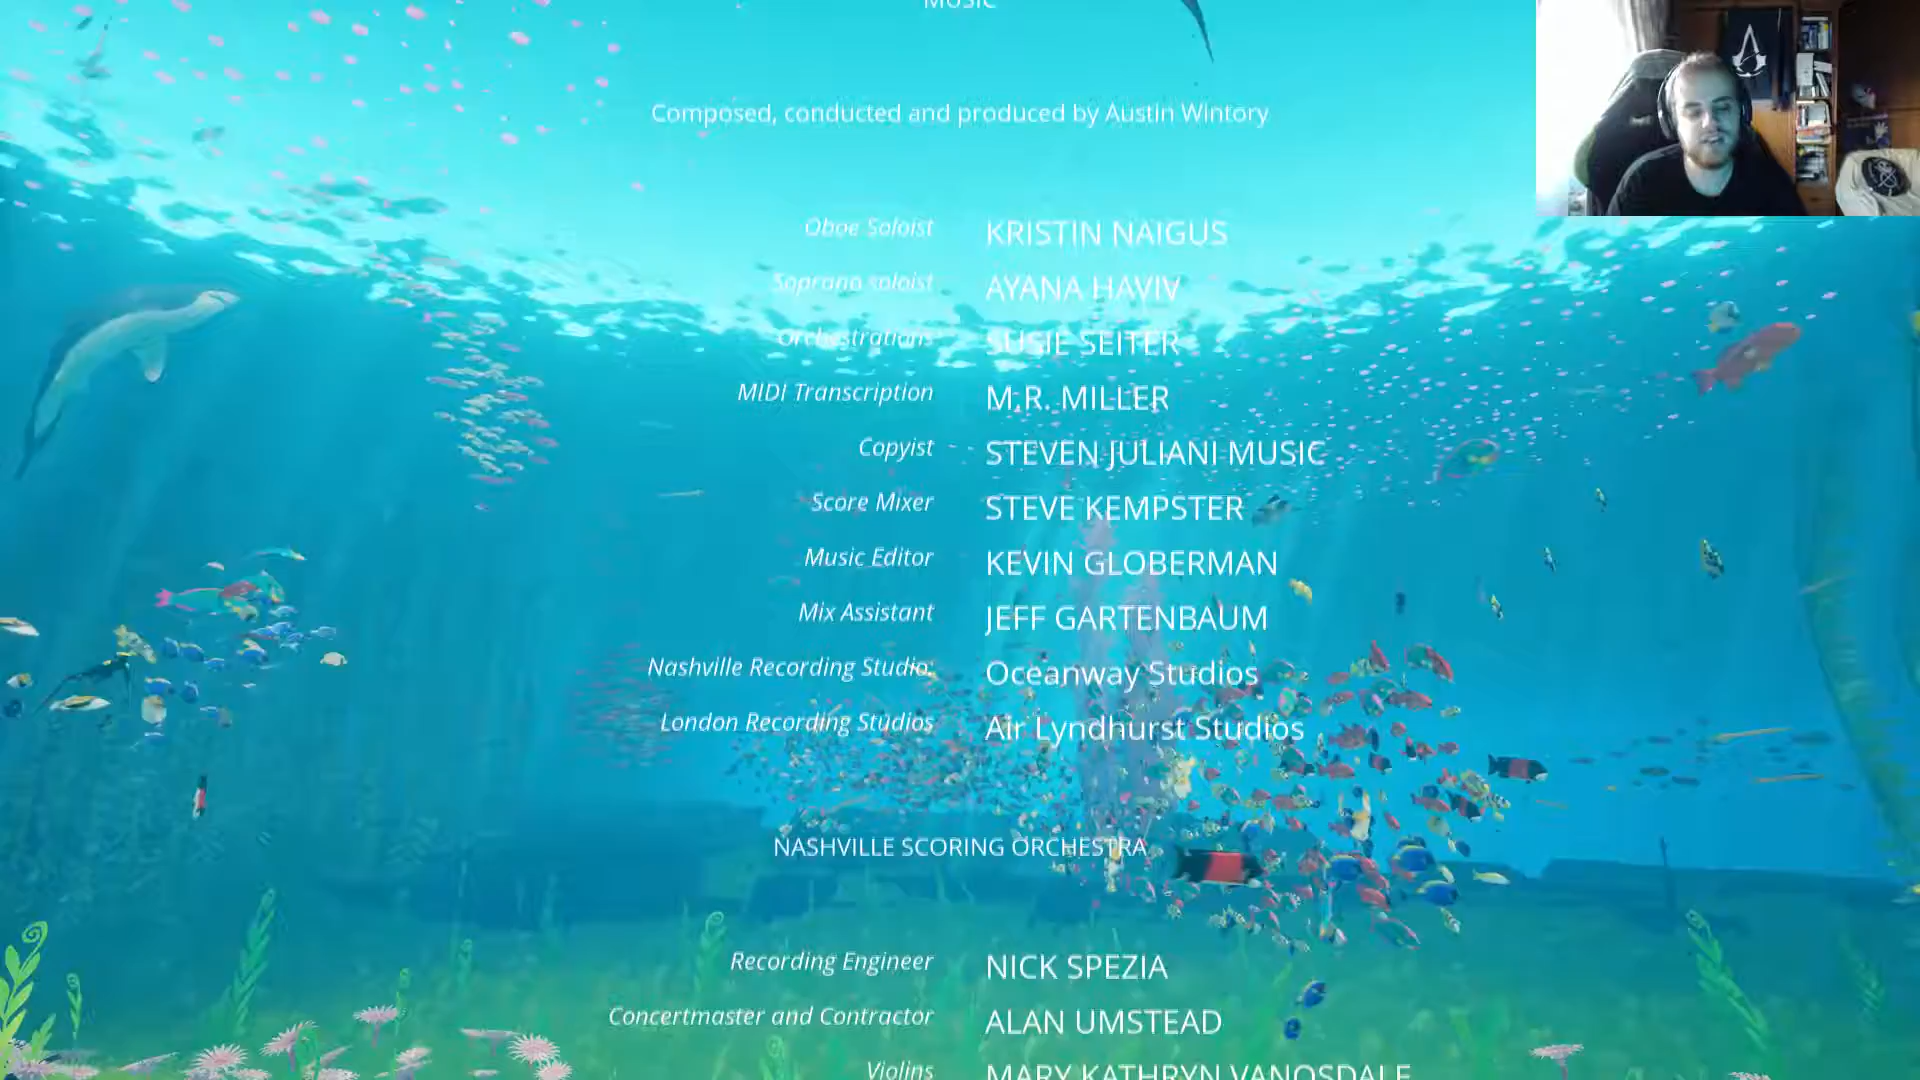 MUSIC
Composed, conducted and produced by Austin Wintory
Oboe Soloist KRISTIN NAIGUS
Soprano soloist AYANA HAVIV
Orchestrations SUSIE SEITER
MIDI Transcription M.R. MILLER
Copyist STEVEN JULIANI MUSIC
Score Mixer STEVE KEMPSTER
Music Editor KEVIN GLOBERMAN
Mix Assistant JEFF GARTENBAUM
Nashville Recording Studio: Oceanway Studios
London Recording Studios Air Lyndhurst Studios
NASHVILLE SCORING ORCHESTRA
Recording Engineer NICK SPEZIA
Concertmaster and Contractor ALAN UMSTEAD
Violins MARY KATHRYN VANOSDALE